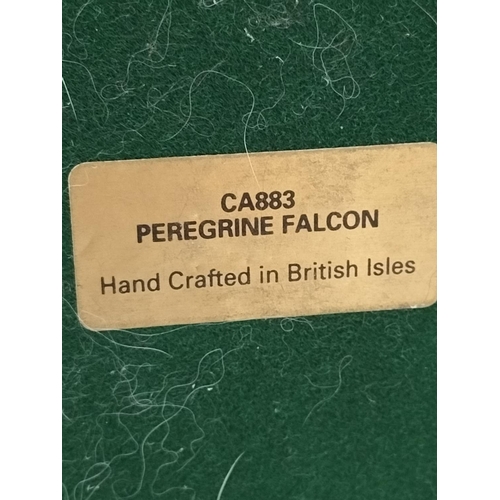 CA883
PEREGRINE FALCON
Hand Crafted in British Isles